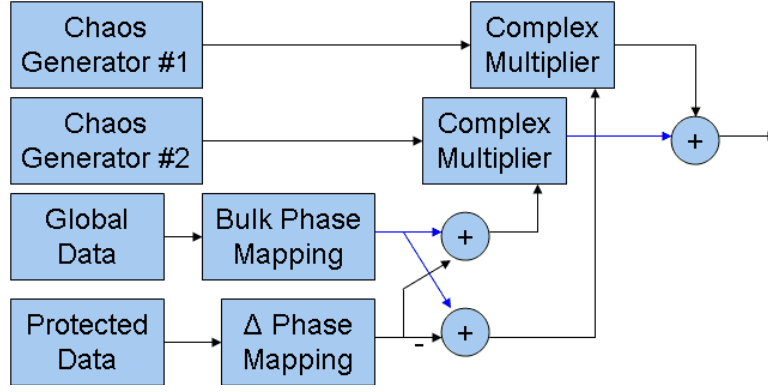 Chaos
Generator #1
Complex
Multiplier
Chaos
Generator #2
Complex
Multiplier
+
Global
Data
Bulk Phase
Mapping
+
Protected
Data
Δ Phase
Mapping
-
+